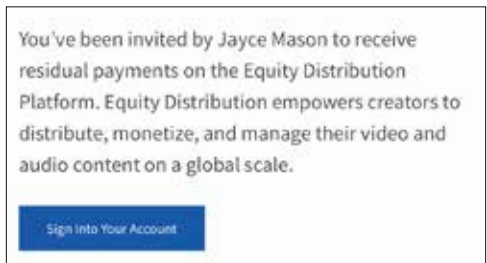 You've been invited by Jayce Mason to receive
residual payments on the Equity Distribution
Platform. Equity Distribution empowers creators to
distribute, monetize, and manage their video and
audio content on a global scale.
Sign Into Your Account